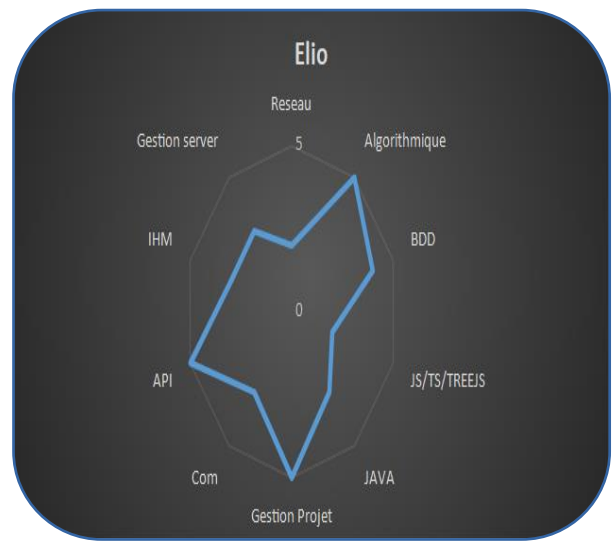 Elio
Reseau
Gestion server
5
Algorithmique
IHM
BDD
0
API
JS/TS/TREEJS
Com
JAVA
Gestion Projet